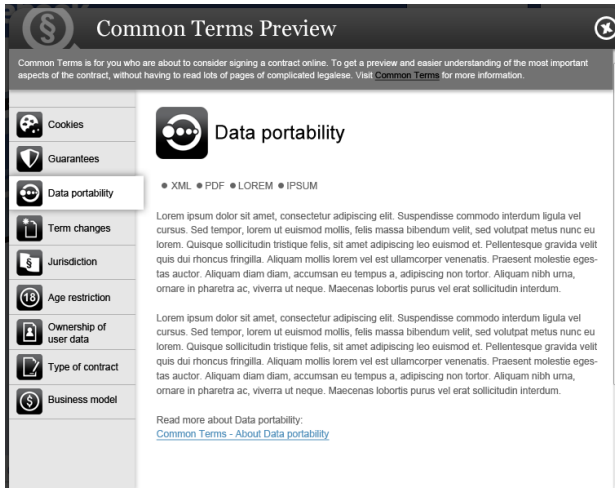 §
Common Terms Preview
Common Terms is for you who are about to consider signing a contract online. To get a preview and easier understanding of the most important
aspects of the contract, without having to read lots of pages of complicated legalese. Visit Common Terms for more information.
Cookies
Guarantees
Data portability
Term changes
§
Jurisdiction
18
Age restriction
Ownership of
user data
Type of contract
$
Business model
Data portability
● XML ● PDF ● LOREM ● IPSUM
Lorem ipsum dolor sit amet, consectetur adipiscing elit. Suspendisse commodo interdum ligula vel
cursus. Sed tempor, lorem ut euismod mollis, felis massa bibendum velit, sed volutpat metus nunc eu
lorem. Quisque sollicitudin tristique felis, sit amet adipiscing leo euismod et. Pellentesque gravida velit
quis dui rhoncus fringilla. Aliquam mollis lorem vel est ullamcorper venenatis. Praesent molestie eges-
tas auctor. Aliquam diam diam, accumsan eu tempus a, adipiscing non tortor. Aliquam nibh urna,
ornare in pharetra ac, viverra ut neque. Maecenas lobortis purus vel erat sollicitudin interdum.
Lorem ipsum dolor sit amet, consectetur adipiscing elit. Suspendisse commodo interdum ligula vel
cursus. Sed tempor, lorem ut euismod mollis, felis massa bibendum velit, sed volutpat metus nunc eu
lorem. Quisque sollicitudin tristique felis, sit amet adipiscing leo euismod et. Pellentesque gravida velit
quis dui rhoncus fringilla. Aliquam mollis lorem vel est ullamcorper venenatis. Praesent molestie eges-
tas auctor. Aliquam diam diam, accumsan eu tempus a, adipiscing non tortor. Aliquam nibh urna,
ornare in pharetra ac, viverra ut neque. Maecenas lobortis purus vel erat sollicitudin interdum.
Read more about Data portability:
Common Terms - About Data portability